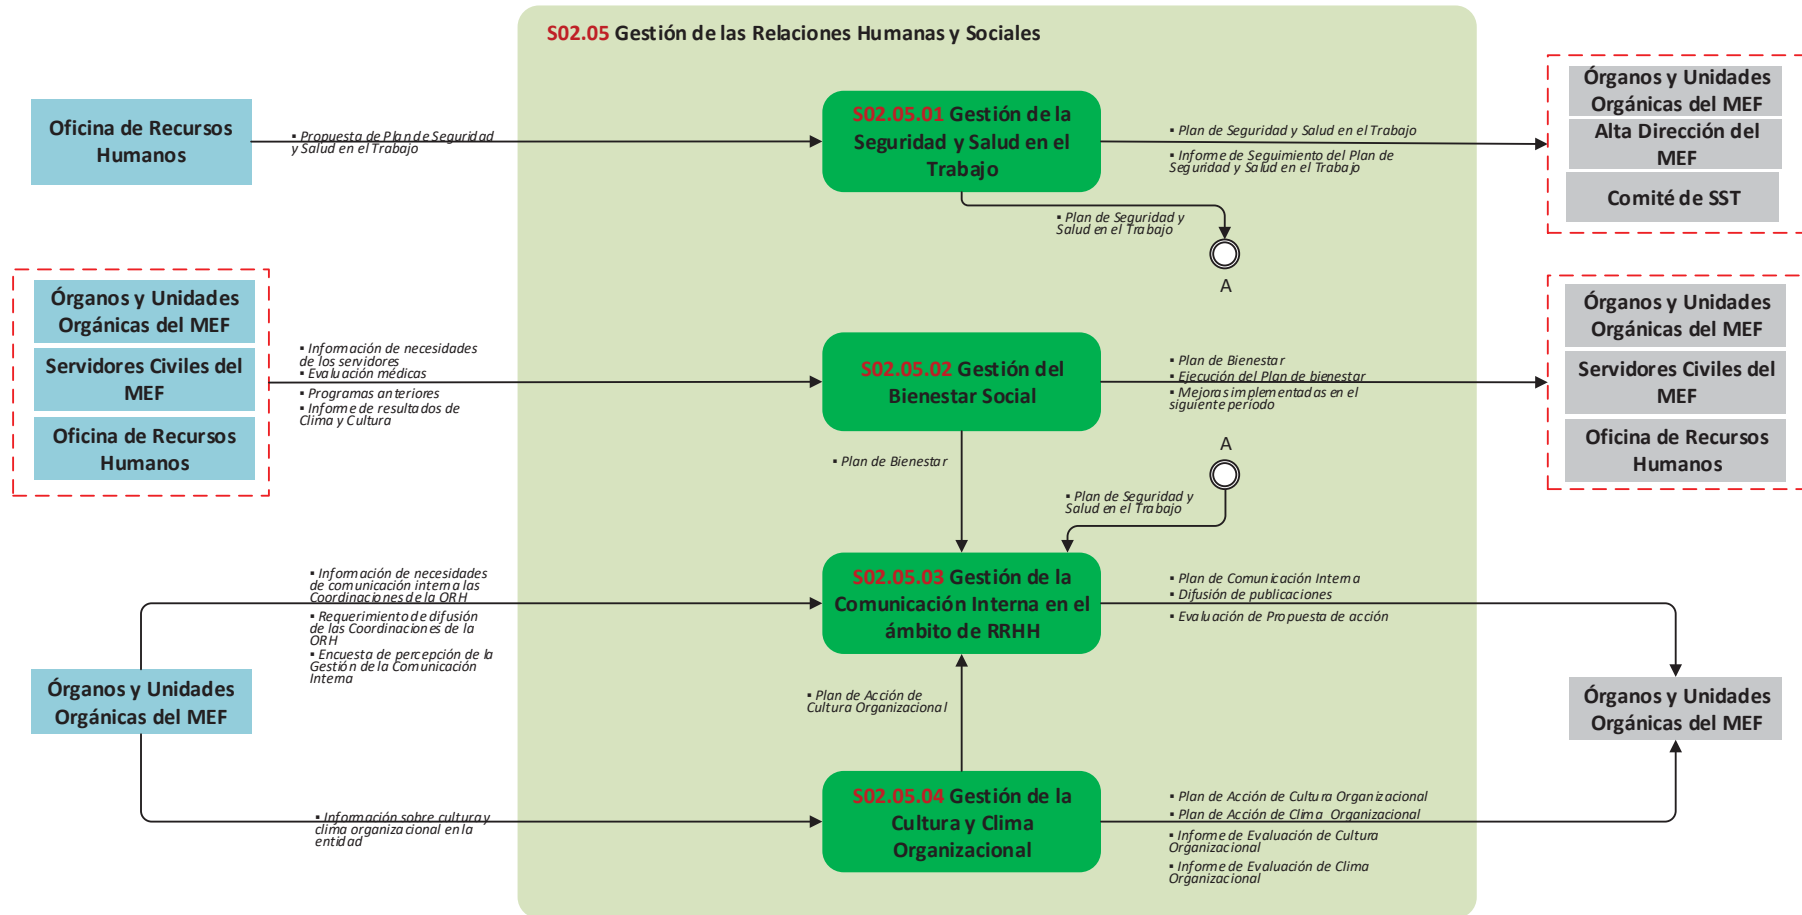 S02.05 Gestión de las Relaciones Humanas y Sociales
Oficina de Recursos
Humanos
▪ Propuesta de Plan de Seguridad
y Salud en el Trabajo
S02.05.01 Gestión de la
Seguridad y Salud en el
Trabajo
▪ Plan de Seguridad y Salud en el Trabajo
▪ Informe de Seguimiento del Plan de
Seguridad y Salud en el Trabajo
Órganos y Unidades
Orgánicas del MEF
Alta Dirección del
MEF
Comité de SST
▪ Plan de Seguridad y
Salud en el Trabajo
A
Órganos y Unidades
Orgánicas del MEF
Servidores Civiles del
MEF
Oficina de Recursos
Humanos
▪ Información de necesidades
de los servidores
▪ Evaluación médicas
▪ Programas anteriores
▪ Informe de resultados de
Clima y Cultura
S02.05.02 Gestión del
Bienestar Social
▪ Plan de Bienestar
▪ Ejecución del Plan de bienestar
▪ Mejoras implementadas en el
siguiente período
Órganos y Unidades
Orgánicas del MEF
Servidores Civiles del
MEF
Oficina de Recursos
Humanos
▪ Plan de Bienestar
A
▪ Plan de Seguridad y
Salud en el Trabajo
▪ Información de necesidades
de comunicación interna las
Coordinaciones de la ORH
▪ Requerimiento de difusión
de las Coordinaciones de la
ORH
▪ Encuesta de percepción de la
Gestión de la Comunicación
Interna
S02.05.03 Gestión de la
Comunicación Interna en el
ámbito de RRHH
▪ Plan de Comunicación Interna
▪ Difusión de publicaciones
▪ Evaluación de Propuesta de acción
Órganos y Unidades
Orgánicas del MEF
▪ Plan de Acción de
Cultura Organizacional
Órganos y Unidades
Orgánicas del MEF
▪ Información sobre cultura y
clima organizacional en la
entidad
S02.05.04 Gestión de la
Cultura y Clima
Organizacional
▪ Plan de Acción de Cultura Organizacional
▪ Plan de Acción de Clima Organizacional
▪ Informe de Evaluación de Cultura
Organizacional
▪ Informe de Evaluación de Clima
Organizacional